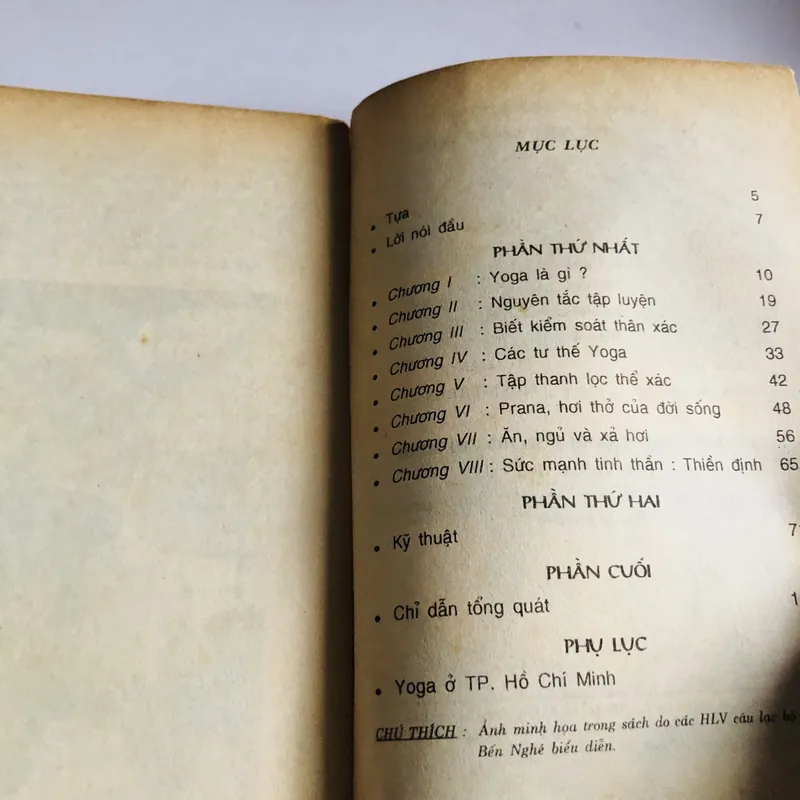 MỤC LỤC
• Tựa 5
• Lời nói đầu 7
PHẦN THỨ NHẤT
• Chương I : Yoga là gì ? 10
• Chương II : Nguyên tắc tập luyện 19
• Chương III : Biết kiểm soát thân xác 27
• Chương IV : Các tư thế Yoga 33
• Chương V : Tập thanh lọc thể xác 42
• Chương VI : Prana, hơi thở của đời sống 48
• Chương VII : Ăn, ngủ và xả hơi 56
• Chương VIII : Sức mạnh tinh thần : Thiền định 65
PHẦN THỨ HAI
• Kỹ thuật
PHẦN CUỐI
• Chỉ dẫn tổng quát
PHỤ LỤC
• Yoga ở TP. Hồ Chí Minh
CHÚ THÍCH : Ảnh minh họa trong sách do các HLV câu lạc bộ
Bến Nghé biểu diễn.